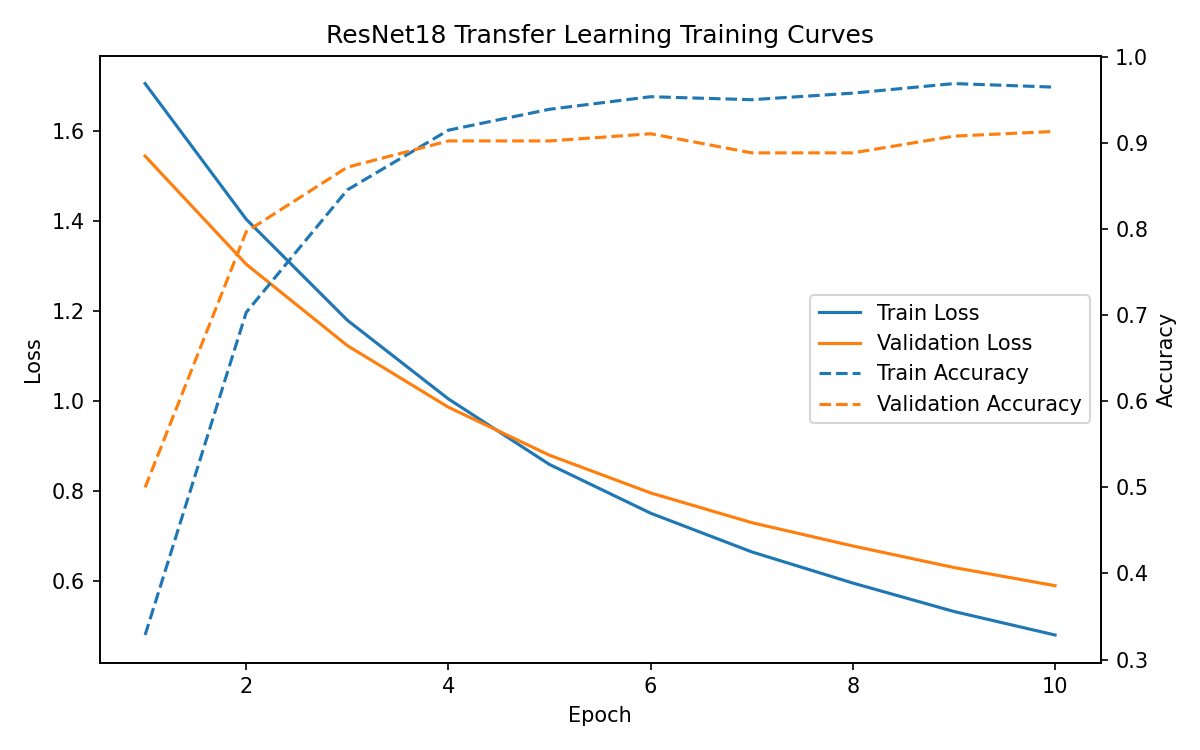 ResNet18 Transfer Learning Training Curves
Loss
1.6
1.4
1.2
1.0
0.8
0.6
Train Loss
Validation Loss
Train Accuracy
Validation Accuracy
1.0
0.9
0.8
0.7
0.6
0.5
0.4
0.3
Accuracy
2 4 6 8 10
Epoch